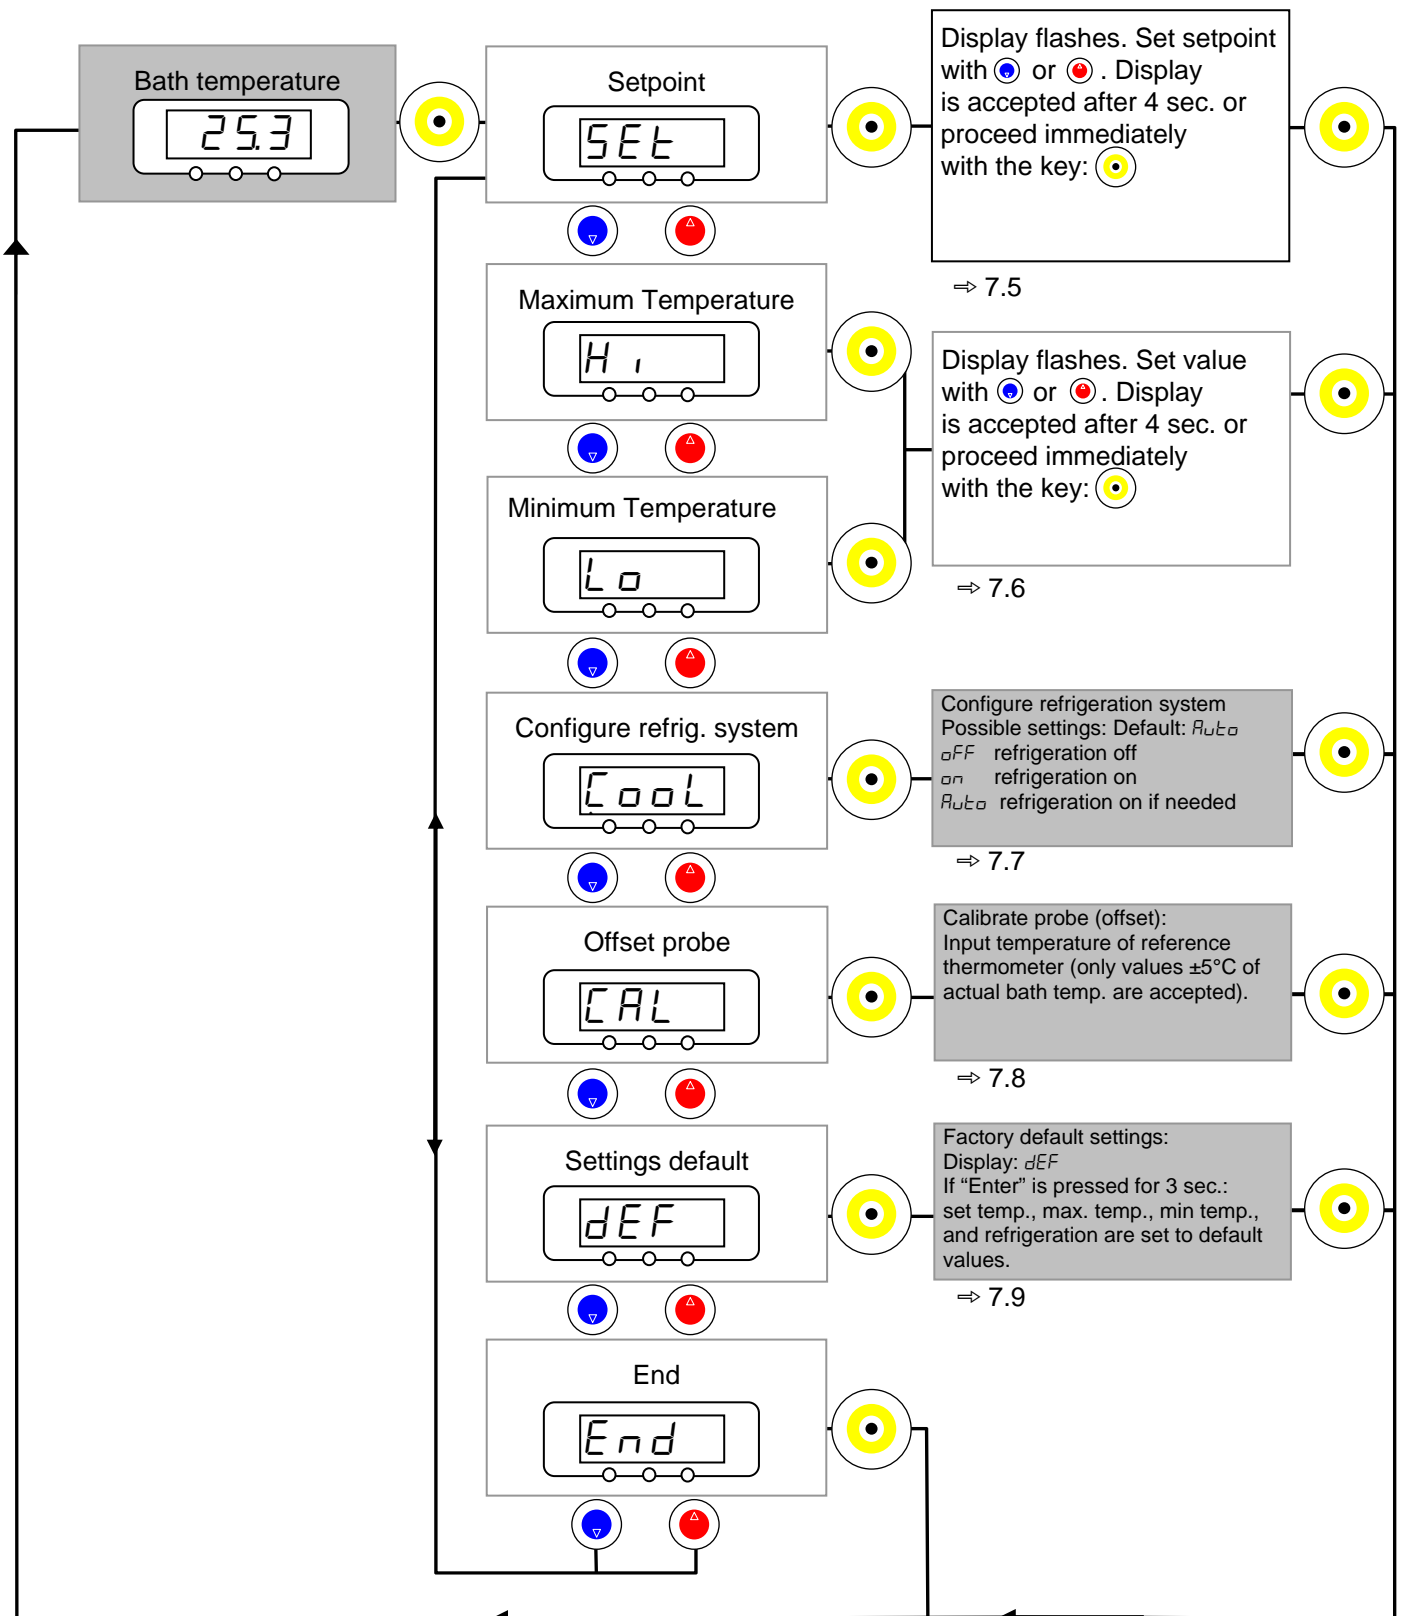 Bath temperature
25.3
Setpoint
SEt
Display flashes. Set setpoint
with or . Display
is accepted after 4 sec. or
proceed immediately
with the key:
⇨ 7.5
Maximum Temperature
Hi
Minimum Temperature
Lo
Display flashes. Set value
with or . Display
is accepted after 4 sec. or
proceed immediately
with the key:
⇨ 7.6
Configure refrig. system
CooL
Configure refrigeration system
Possible settings: Default: Auto
oFF refrigeration off
on refrigeration on
Auto refrigeration on if needed
⇨ 7.7
Offset probe
CAL
Calibrate probe (offset):
Input temperature of reference
thermometer (only values ±5°C of
actual bath temp. are accepted).
⇨ 7.8
Settings default
dEF
Factory default settings:
Display: dEF
If “Enter” is pressed for 3 sec.:
set temp., max. temp., min temp.,
and refrigeration are set to default
values.
⇨ 7.9
End
End